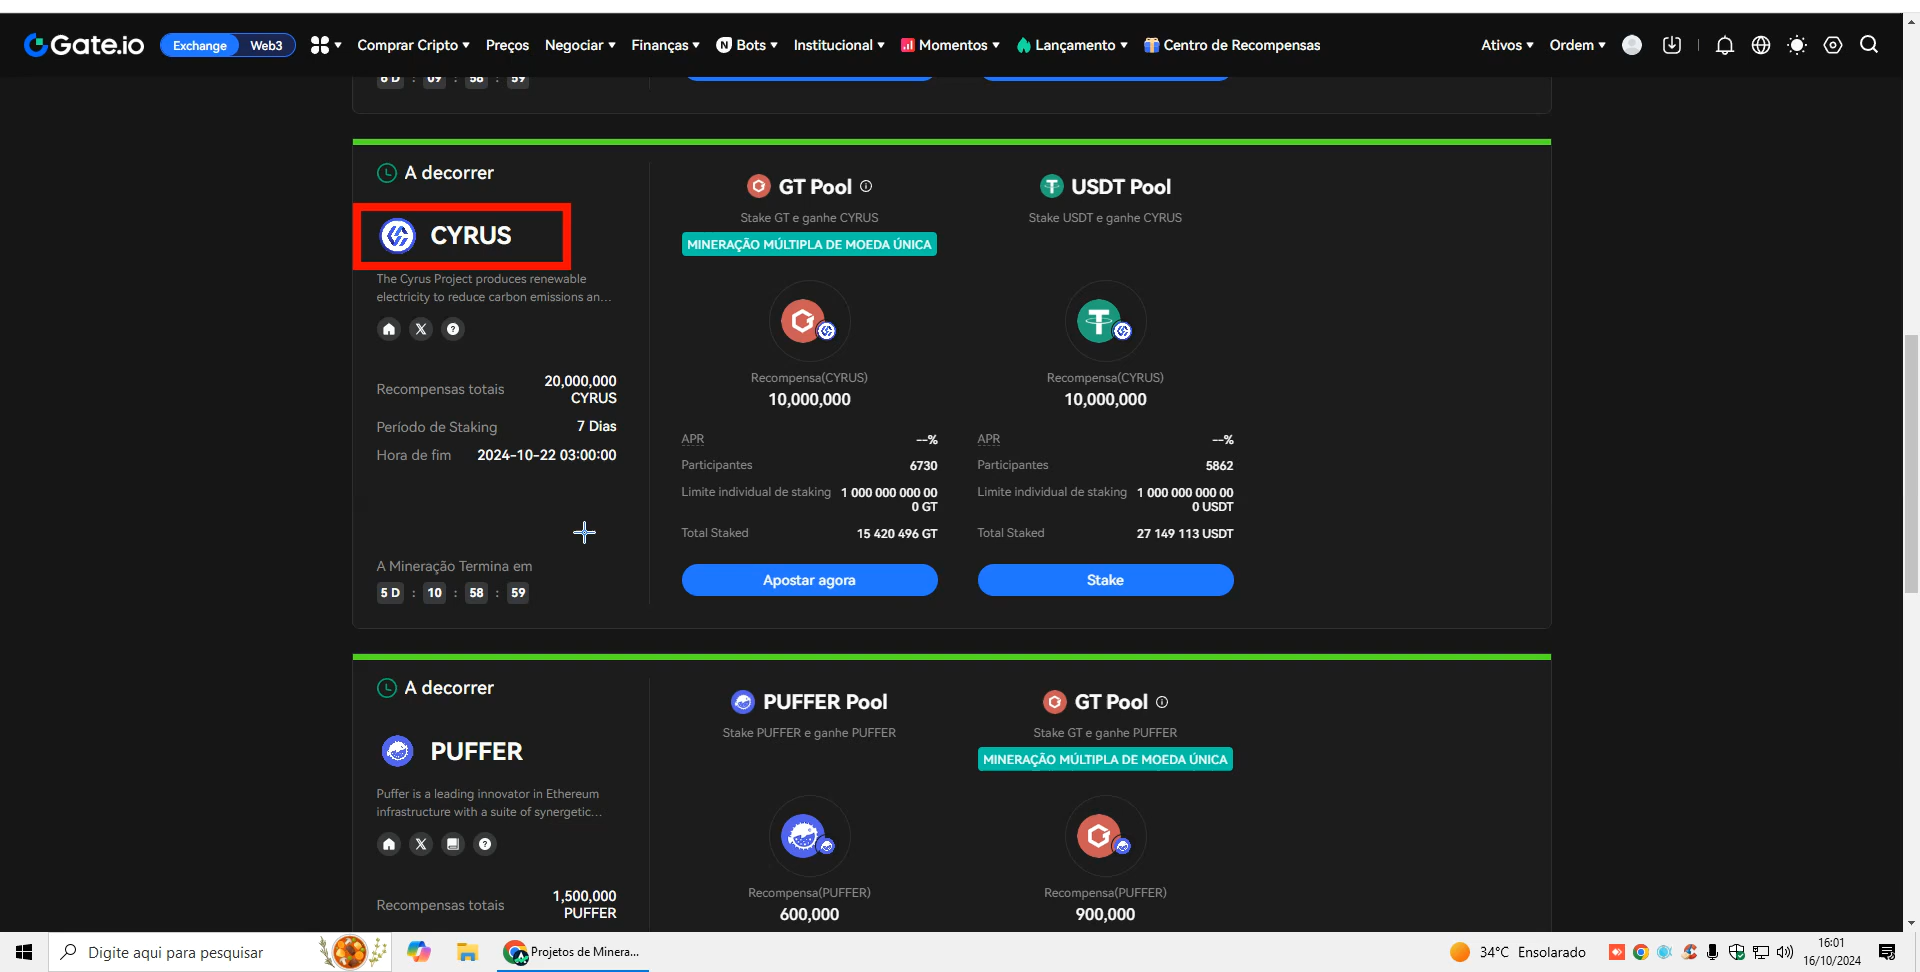 Gate.io Exchange Web3 Comprar Cripto Preços Negociar Finanças Bots Institucional Momentos Lançamento Centro de Recompensas Ativos Ordem
6 D : 09 : 58 : 59
A decorrer
CYRUS
The Cyrus Project produces renewable
electricity to reduce carbon emissions an...
Recompensas totais 20,000,000
CYRUS
Período de Staking 7 Dias
Hora de fim 2024-10-22 03:00:00
A Mineração Termina em
5 D : 10 : 58 : 59
GT Pool
Stake GT e ganhe CYRUS
MINERAÇÃO MÚLTIPLA DE MOEDA ÚNICA
Recompensa(CYRUS)
10,000,000
APR --%
Participantes 6730
Limite individual de staking 1 000 000 000 00
0 GT
Total Staked 15 420 496 GT
Apostar agora
USDT Pool
Stake USDT e ganhe CYRUS
Recompensa(CYRUS)
10,000,000
APR --%
Participantes 5862
Limite individual de staking 1 000 000 000 00
0 USDT
Total Staked 27 149 113 USDT
Stake
A decorrer
PUFFER
Puffer is a leading innovator in Ethereum
infrastructure with a suite of synergetic...
Recompensas totais 1,500,000
PUFFER
PUFFER Pool
Stake PUFFER e ganhe PUFFER
Recompensa(PUFFER)
600,000
GT Pool
Stake GT e ganhe PUFFER
MINERAÇÃO MÚLTIPLA DE MOEDA ÚNICA
Recompensa(PUFFER)
900,000
Digite aqui para pesquisar
Projetos de Minera...
34°C Ensolarado
16:01
16/10/2024